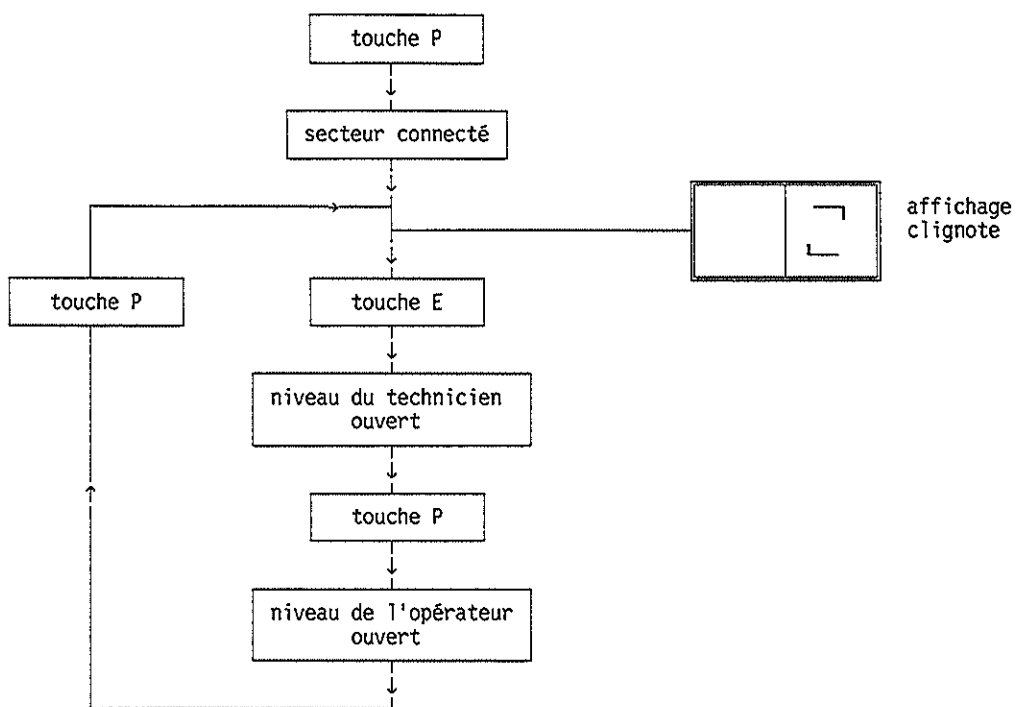 touche P
secteur connecté
affichage
clignote
touche P
touche E
niveau du technicien
ouvert
touche P
niveau de l'opérateur
ouvert